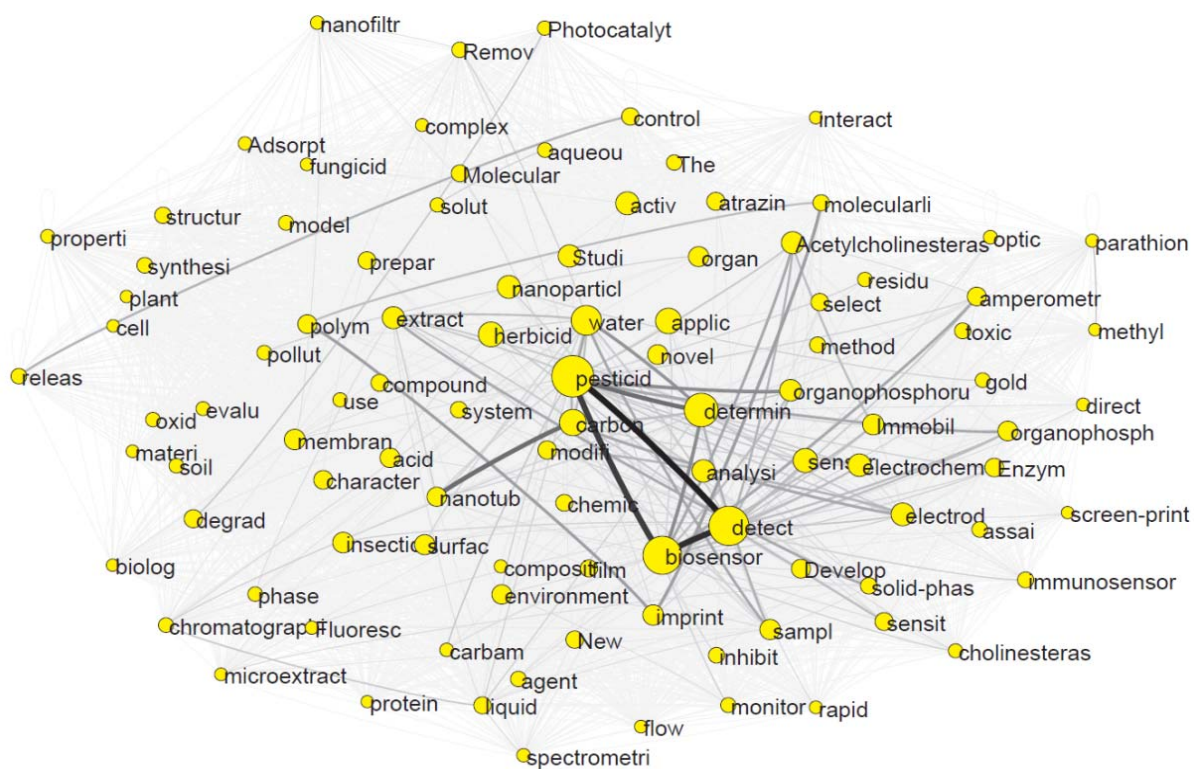 nanofiltr
Photocatalyt
Remov
control
interact
complex
Adsorpt
aqueou
fungicid
The
Molecular
structur
model
solut
activ
atrazin
molecularli
properti
synthesi
prepar
Studi
organ
Acetylcholinesteras
optic
parathion
plant
nanoparticl
residu
select
amperometr
cell
polym
extract
herbicid
water
applic
toxic
methyl
pollut
novel
method
releas
compound
pesticid
organophosphoru
gold
oxid
evalu
use
system
carbon
determin
Immobil
direct
organophosph
materi
soil
membran
acid
modifi
analysi
electrochem
Enzym
character
nanotub
chemic
degrad
detect
electrod
assai
screen-print
insecticid
surfac
biosensor
biolog
composit
film
Develop
solid-phas
immunosensor
phase
environment
chromatographi
Fluoresc
imprint
sampl
sensit
carbam
New
inhibit
cholinesteras
microextract
agent
protein
liquid
monitor
rapid
flow
spectrometri